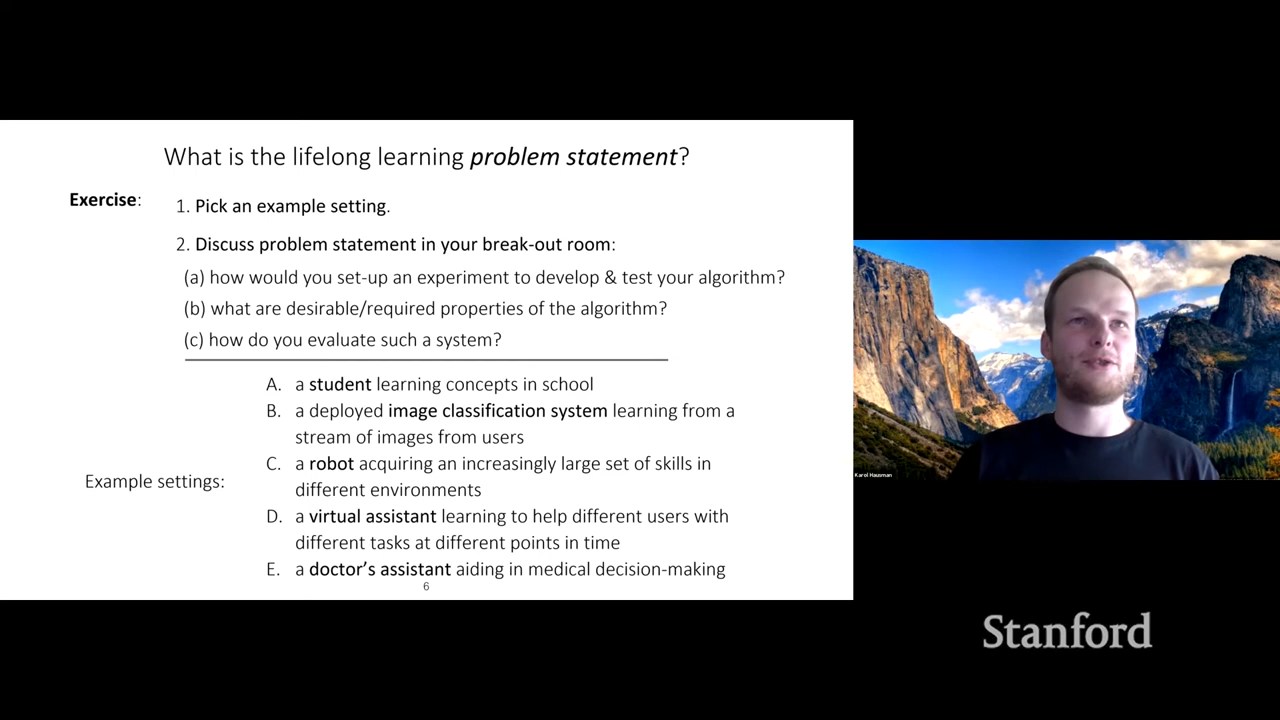 What is the lifelong learning problem statement?
Exercise:
1. Pick an example setting.
2. Discuss problem statement in your break-out room:
(a) how would you set-up an experiment to develop & test your algorithm?
(b) what are desirable/required properties of the algorithm?
(c) how do you evaluate such a system?
Example settings:
A. a student learning concepts in school
B. a deployed image classification system learning from a
stream of images from users
C. a robot acquiring an increasingly large set of skills in
different environments
D. a virtual assistant learning to help different users with
different tasks at different points in time
E. a doctor's assistant aiding in medical decision-making
6
Karol Hausman
Stanford